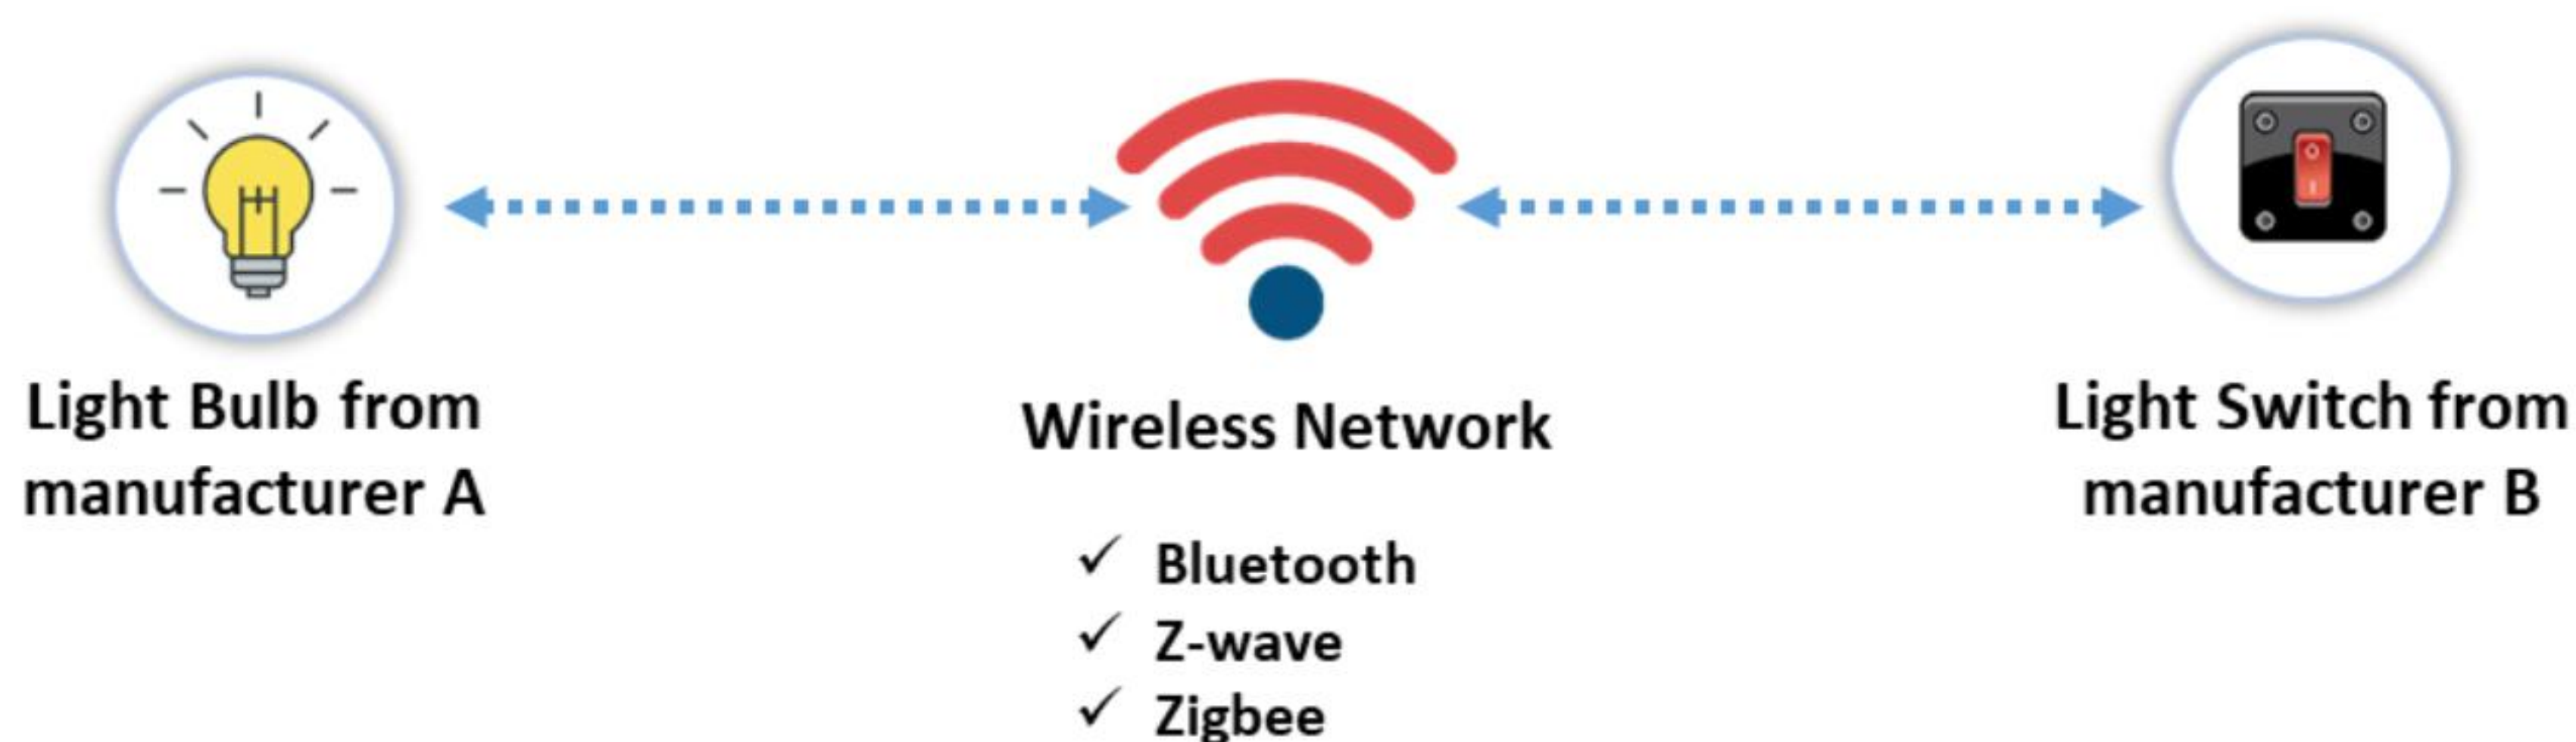 Light Bulb from
manufacturer A
Wireless Network
✓ Bluetooth
✓ Z-wave
✓ Zigbee
Light Switch from
manufacturer B